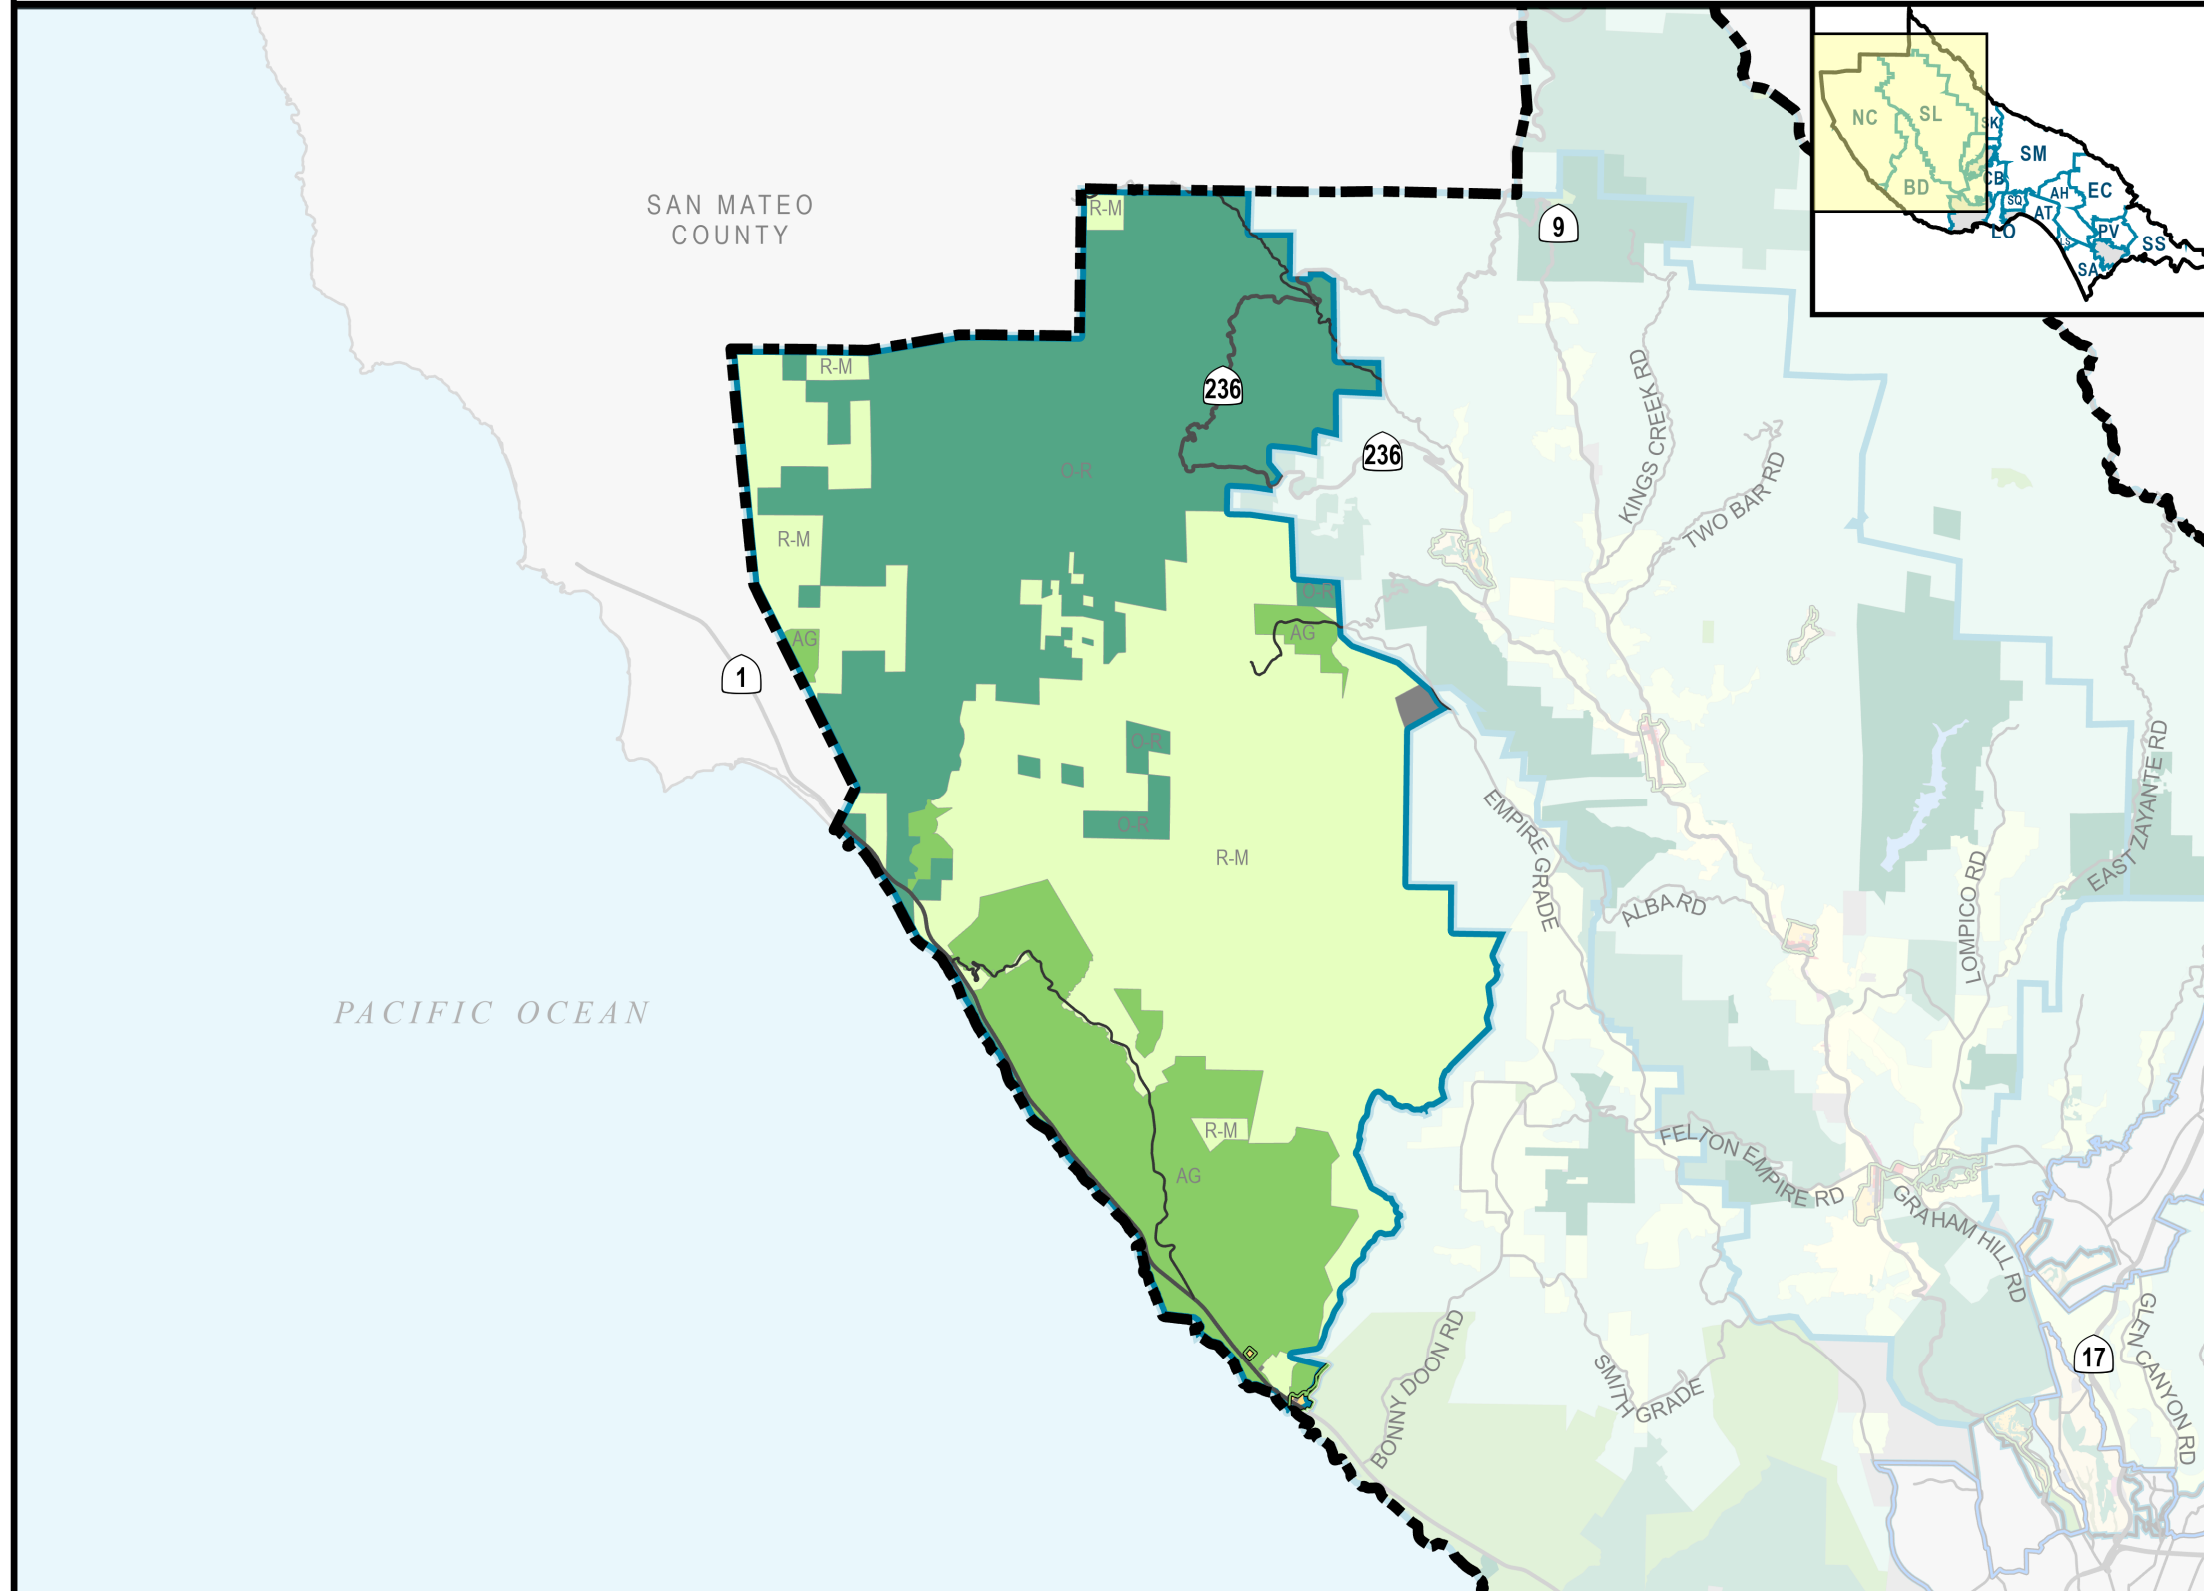 SAN MATEO
COUNTY
R-M
9
NC
SL
SK
SM
BD
CB
SQ
AH
EC
AT
LO
LS
PV
SS
SA
R-M
236
236
KINGS CREEK RD
TWO BAR RD
O-R
R-M
O-R
AG
AG
1
O-R
O-R
R-M
EMPIRE GRADE
ALBA RD
LOMPICO RD
EAST ZAYANTE RD
PACIFIC OCEAN
R-M
AG
FELTON EMPIRE RD
GRAHAM HILL RD
BONNY DOON RD
SMITH GRADE
GLEN CANYON RD
17